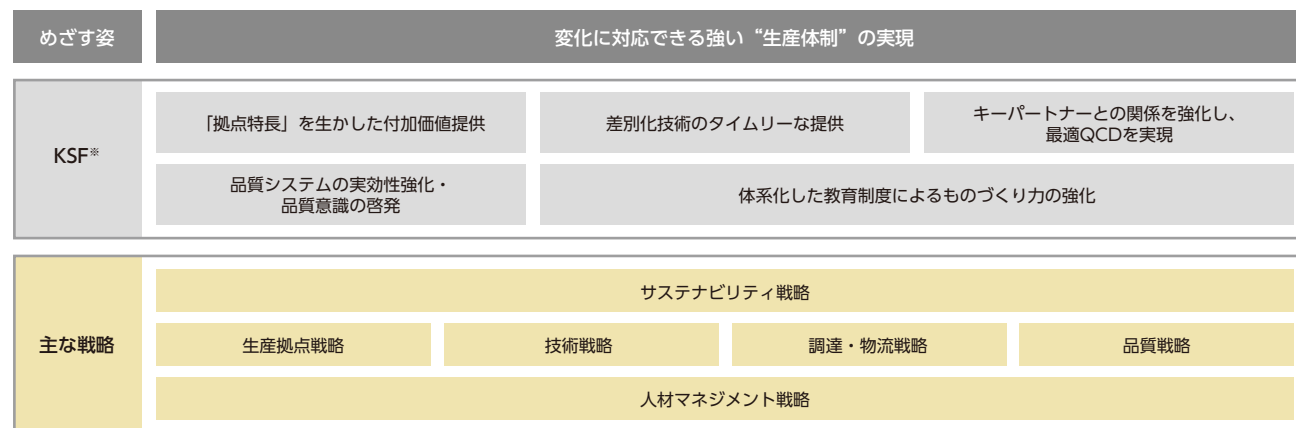 めざす姿
変化に対応できる強い“生産体制”の実現
KSF※
「拠点特長」を生かした付加価値提供
差別化技術のタイムリーな提供
キーパートナーとの関係を強化し、
最適QCDを実現
品質システムの実効性強化・
品質意識の啓発
体系化した教育制度によるものづくり力の強化
主な戦略
サステナビリティ戦略
生産拠点戦略
技術戦略
調達・物流戦略
品質戦略
人材マネジメント戦略